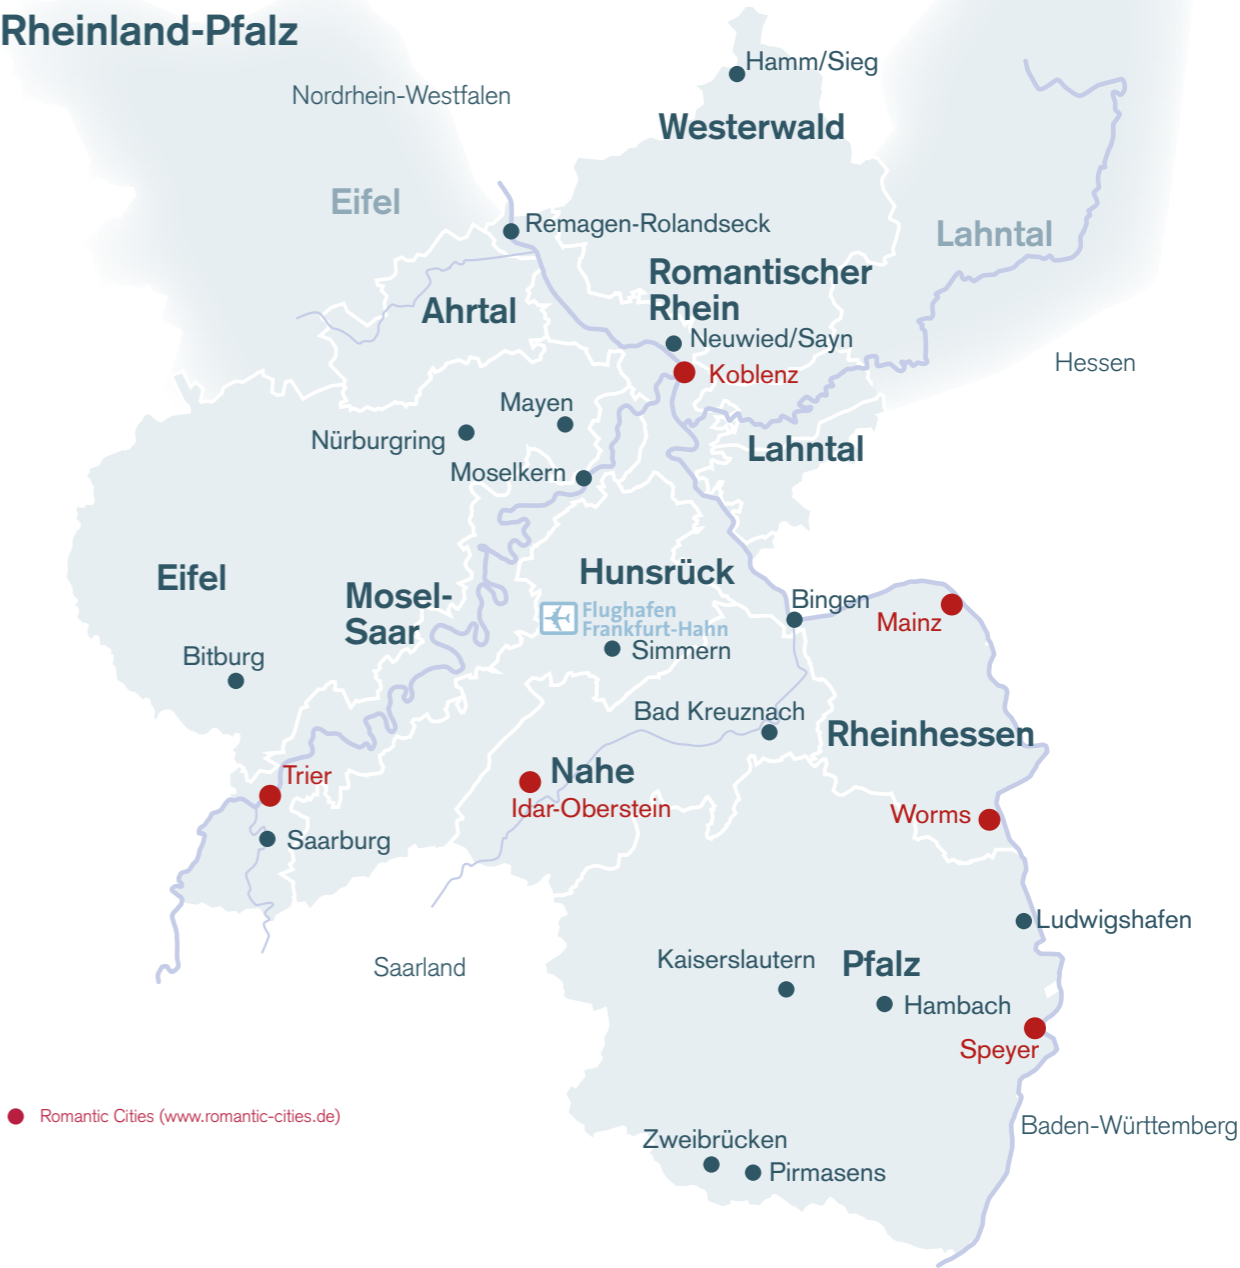 Rheinland-Pfalz
Hamm/Sieg
Nordrhein-Westfalen
Westerwald
Eifel
Remagen-Rolandseck
Lahntal
Romantischer
Rhein
Ahrtal
Neuwied/Sayn
Hessen
Koblenz
Mayen
Nürburgring
Lahntal
Moselkern
Eifel
Hunsrück
Mosel-
Saar
Flughafen
Frankfurt-Hahn
Bingen
Mainz
Simmern
Bitburg
Bad Kreuznach
Rheinhessen
Trier
Nahe
Idar-Oberstein
Worms
Saarburg
Ludwigshafen
Kaiserslautern
Pfalz
Saarland
Hambach
Speyer
Romantic Cities (www.romantic-cities.de)
Baden-Württemberg
Zweibrücken
Pirmasens